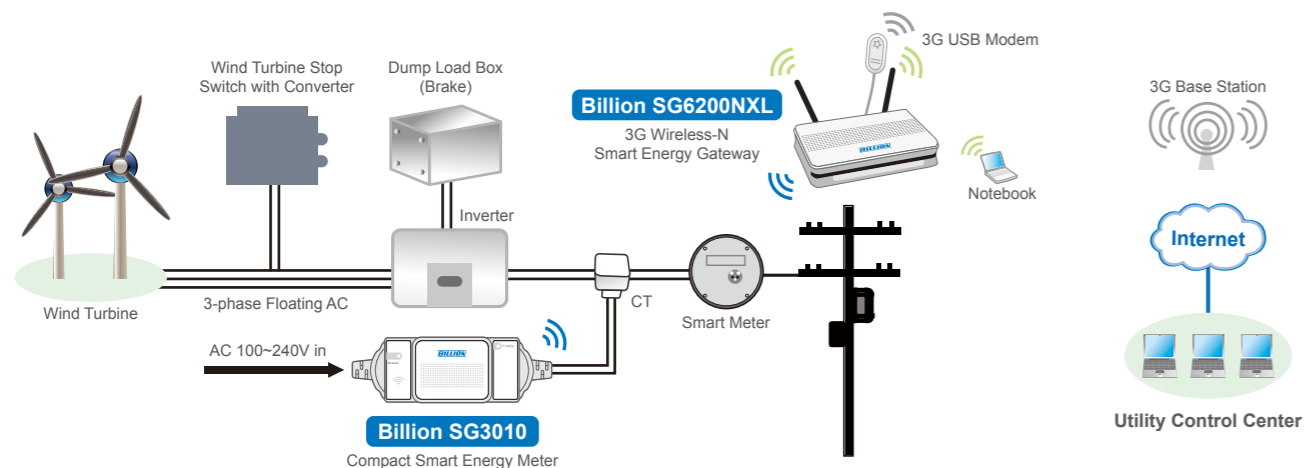 3G USB Modem
Wind Turbine Stop
Switch with Converter
Dump Load Box
(Brake)
Billion SG6200NXL
3G Wireless-N
Smart Energy Gateway
BILLION
Notebook
3G Base Station
Inverter
Internet
3-phase Floating AC
CT
Wind Turbine
Smart Meter
AC 100~240V in
BILLION
Billion SG3010
Compact Smart Energy Meter
Utility Control Center